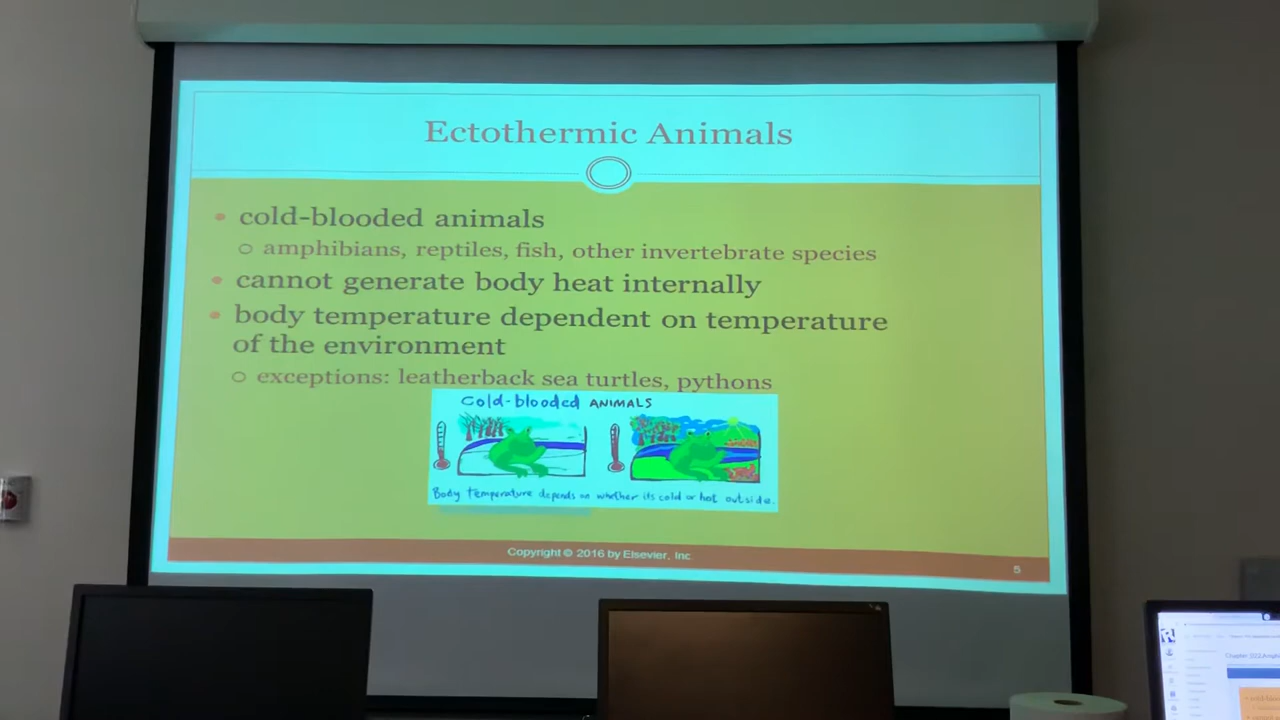 Ectothermic Animals
cold-blooded animals
amphibians, reptiles, fish, other invertebrate species
cannot generate body heat internally
body temperature dependent on temperature
of the environment
exceptions: leatherback sea turtles, pythons
Cold-blooded ANIMALS
Body temperature depends on whether its cold or hot outside.
Copyright © 2016 by Elsevier, Inc
5